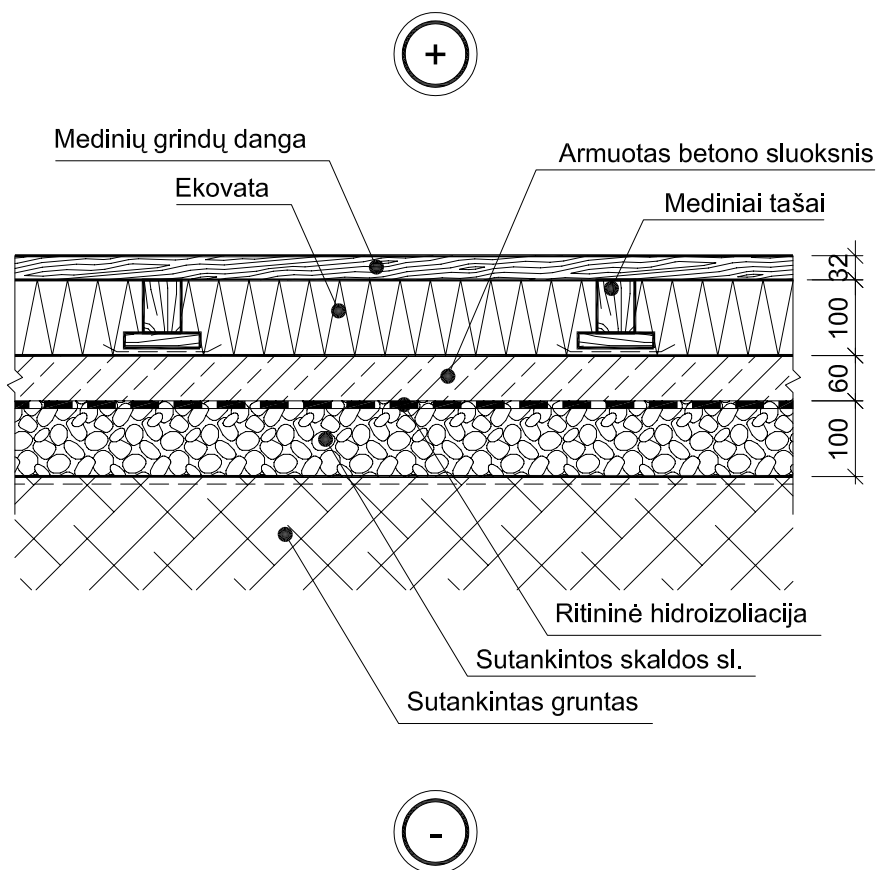 +
Medinių grindų danga
Armuotas betono sluoksnis
Ekovata
Mediniai tašai
32
100
60
100
Ritininė hidroizoliacija
Sutankintos skaldos sl.
Sutankintas gruntas
-